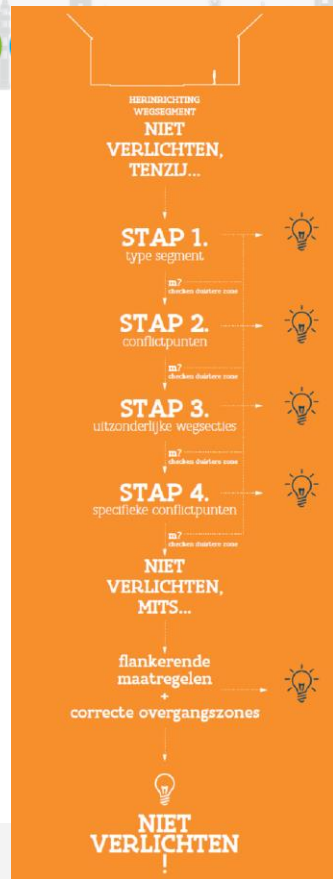 HERINRICHTING
WEGSEGMENT
NIET
VERLICHTEN,
TENZIJ...
STAP 1.
type segment
m?
checken duistere zone
STAP 2.
conflictpunten
m?
checken duistere zone
STAP 3.
uitzonderlijke wegsecties
m?
checken duistere zone
STAP 4.
specifieke conflictpunten
m?
checken duistere zone
NIET
VERLICHTEN,
MITS...
flankerende
maatregelen
+
correcte overgangszones
NIET
VERLICHTEN
!